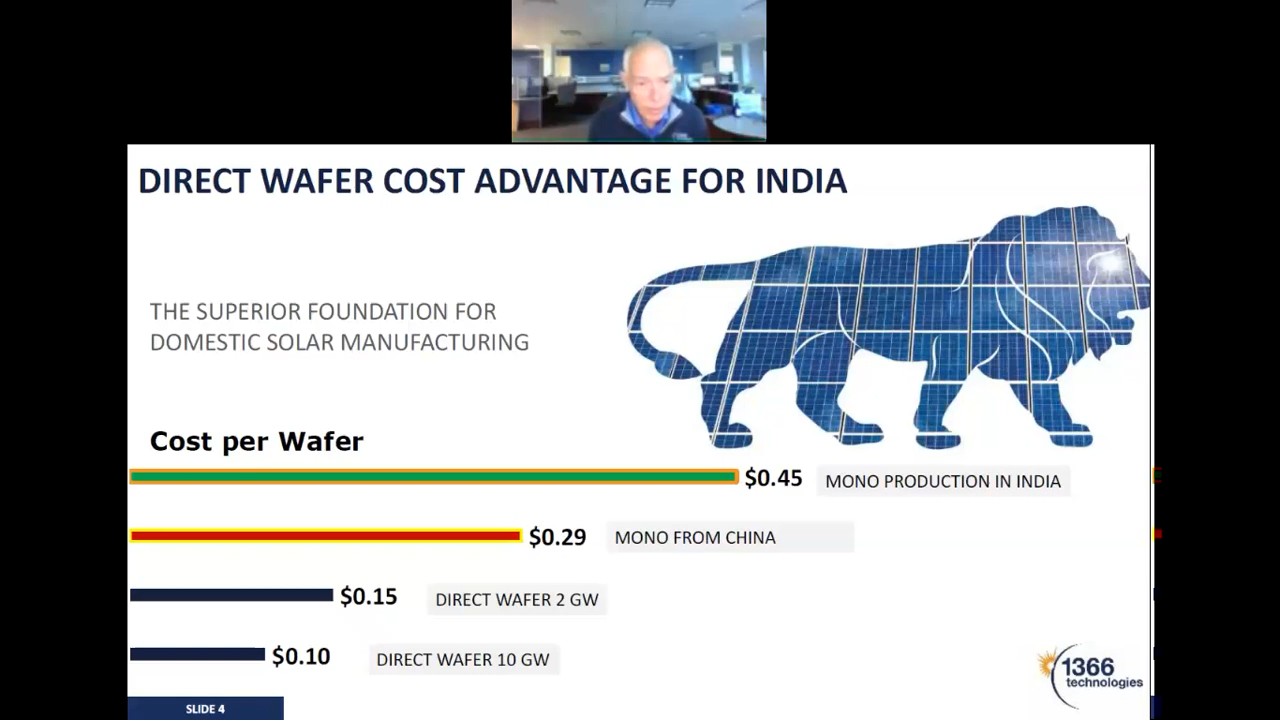 DIRECT WAFER COST ADVANTAGE FOR INDIA
THE SUPERIOR FOUNDATION FOR
DOMESTIC SOLAR MANUFACTURING
Cost per Wafer
$0.45 MONO PRODUCTION IN INDIA
$0.29 MONO FROM CHINA
$0.15 DIRECT WAFER 2 GW
$0.10 DIRECT WAFER 10 GW
1366
technologies
SLIDE 4